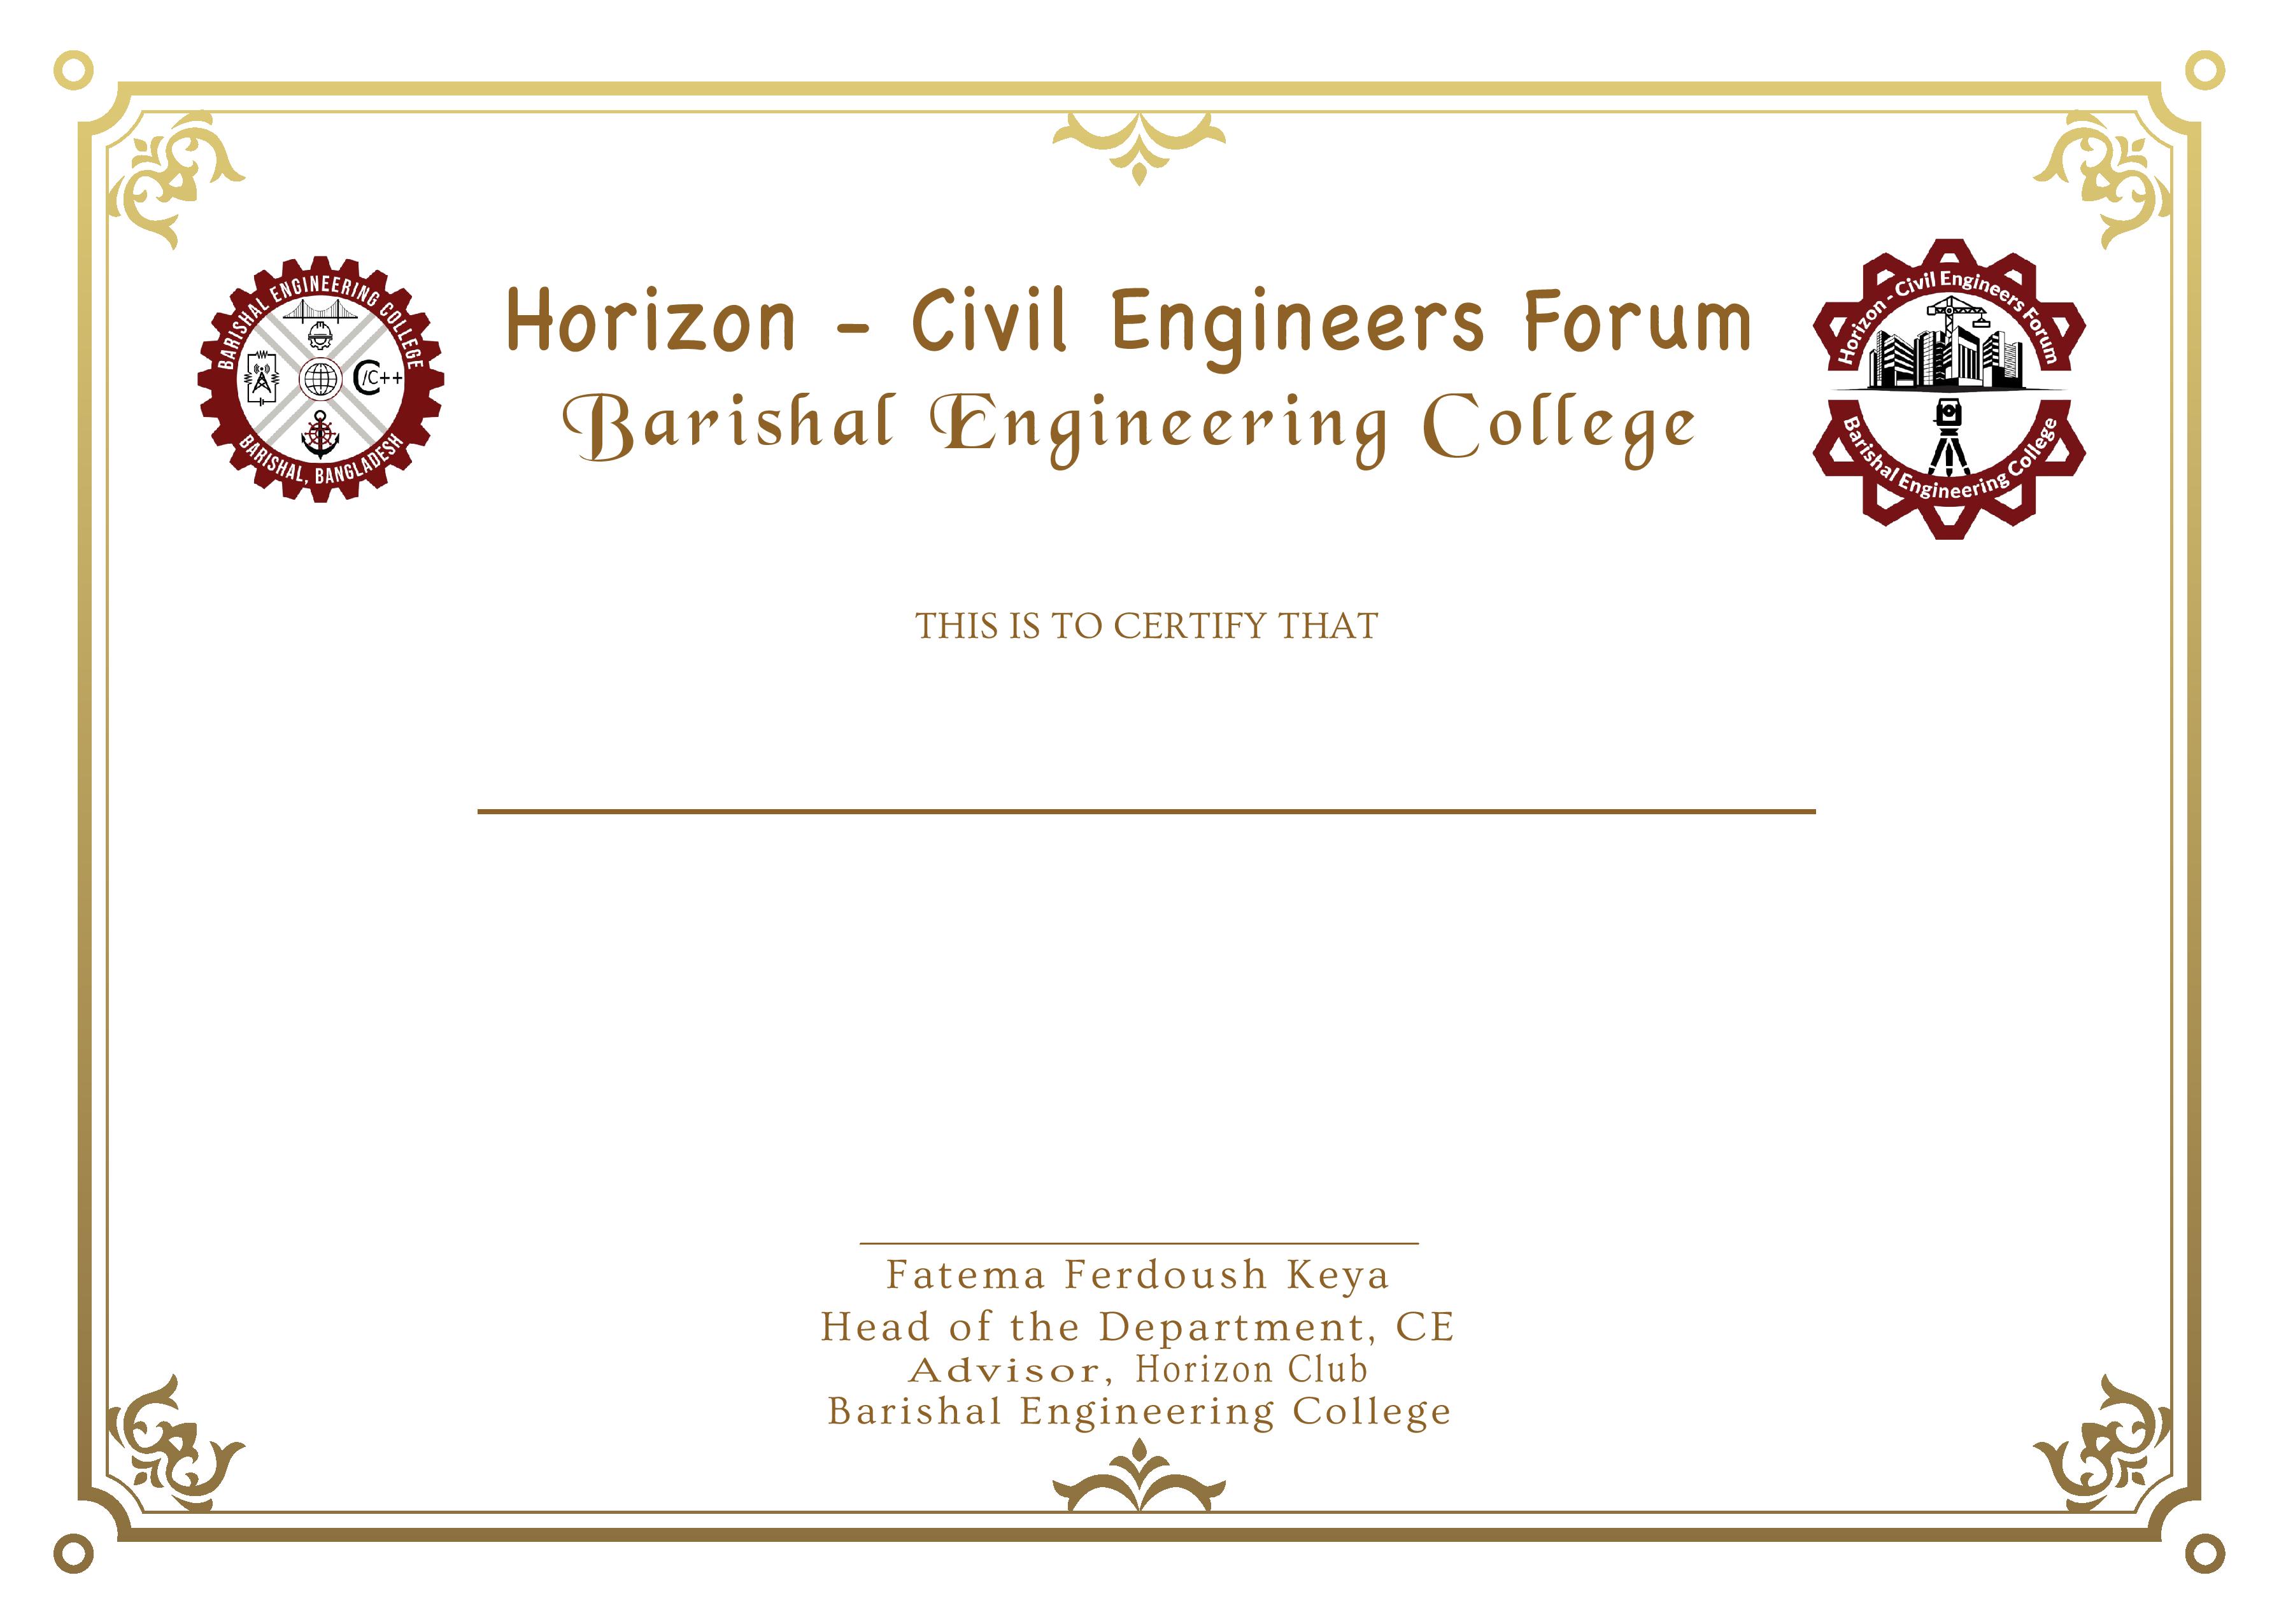 BARISHAL ENGINEERING COLLEGE
C/C++
BARISHAL, BANGLADESH
Horizon - Civil Engineers Forum
Barishal Engineering College
Horizon - Civil Engineers Forum
Barishal Engineering College
THIS IS TO CERTIFY THAT
Fatema Ferdoush Keya
Head of the Department, CE
Advisor, Horizon Club
Barishal Engineering College